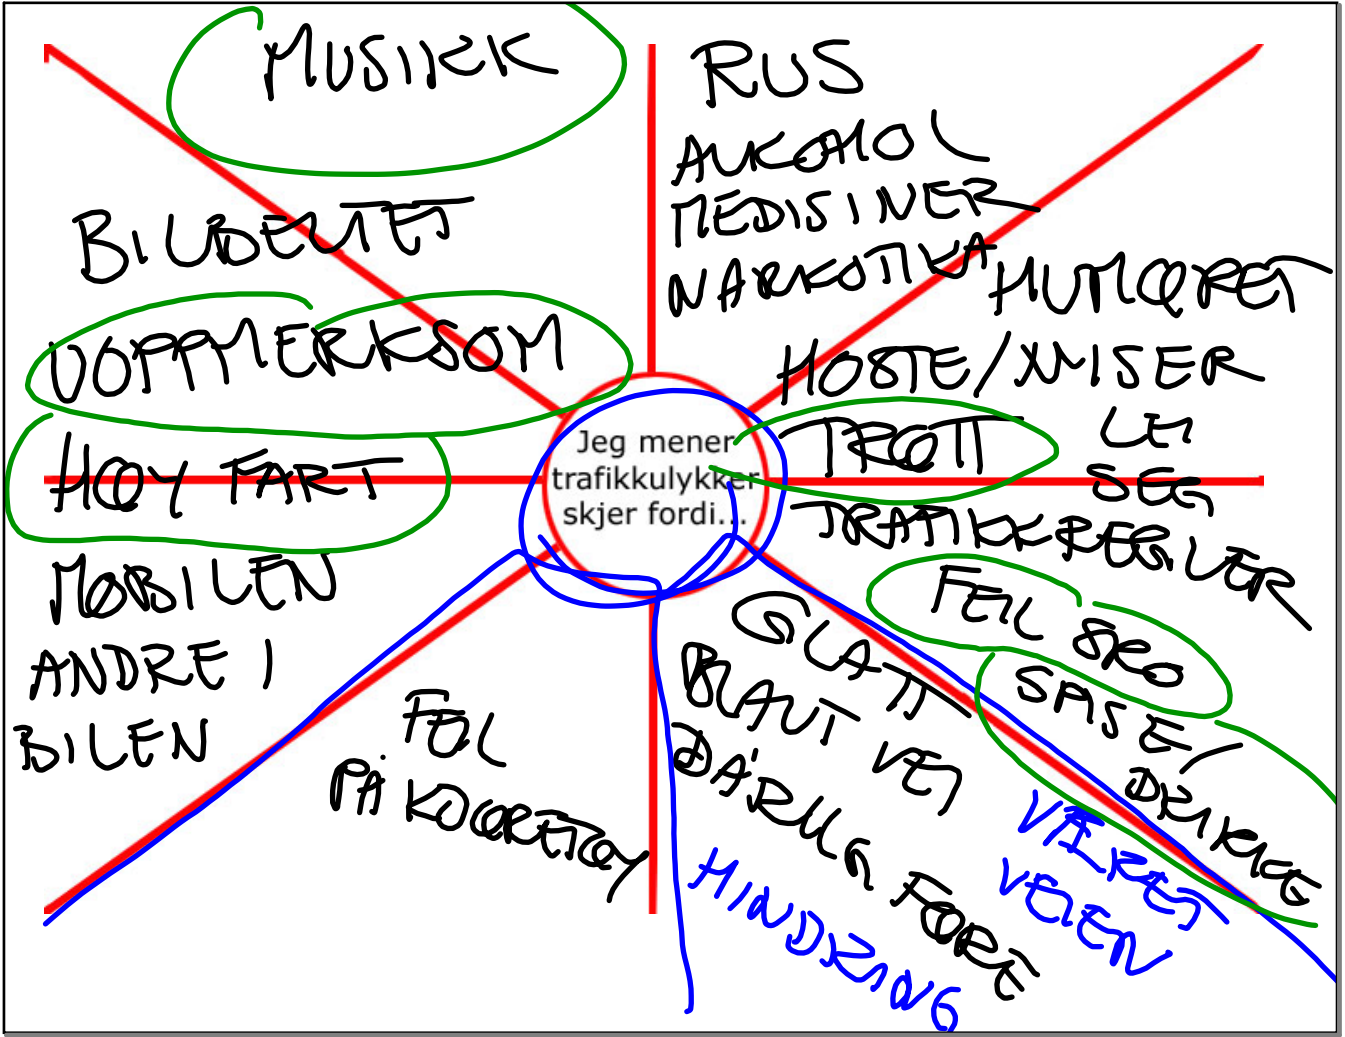 MUSIKK
RUS
ALKOHOL
MEDISINER
NARKOTIKA
BILBELTET
UOPPMERKSOM
HØY FART
MOBILEN
ANDRE I
BILEN
Jeg mener
trafikkulykker
skjer fordi...
HUMØRET
HOSTE/NYSER
TRØTT
LEI
SEG
TRAFIKKREGLER
FEIL SKO
SPISE/
DRIKKE
GLATT
BLAUT VEI
DÅRLIG FØRE
HINDRING
VÆRET
VEIEN
FEIL
PÅ KJØRETØY